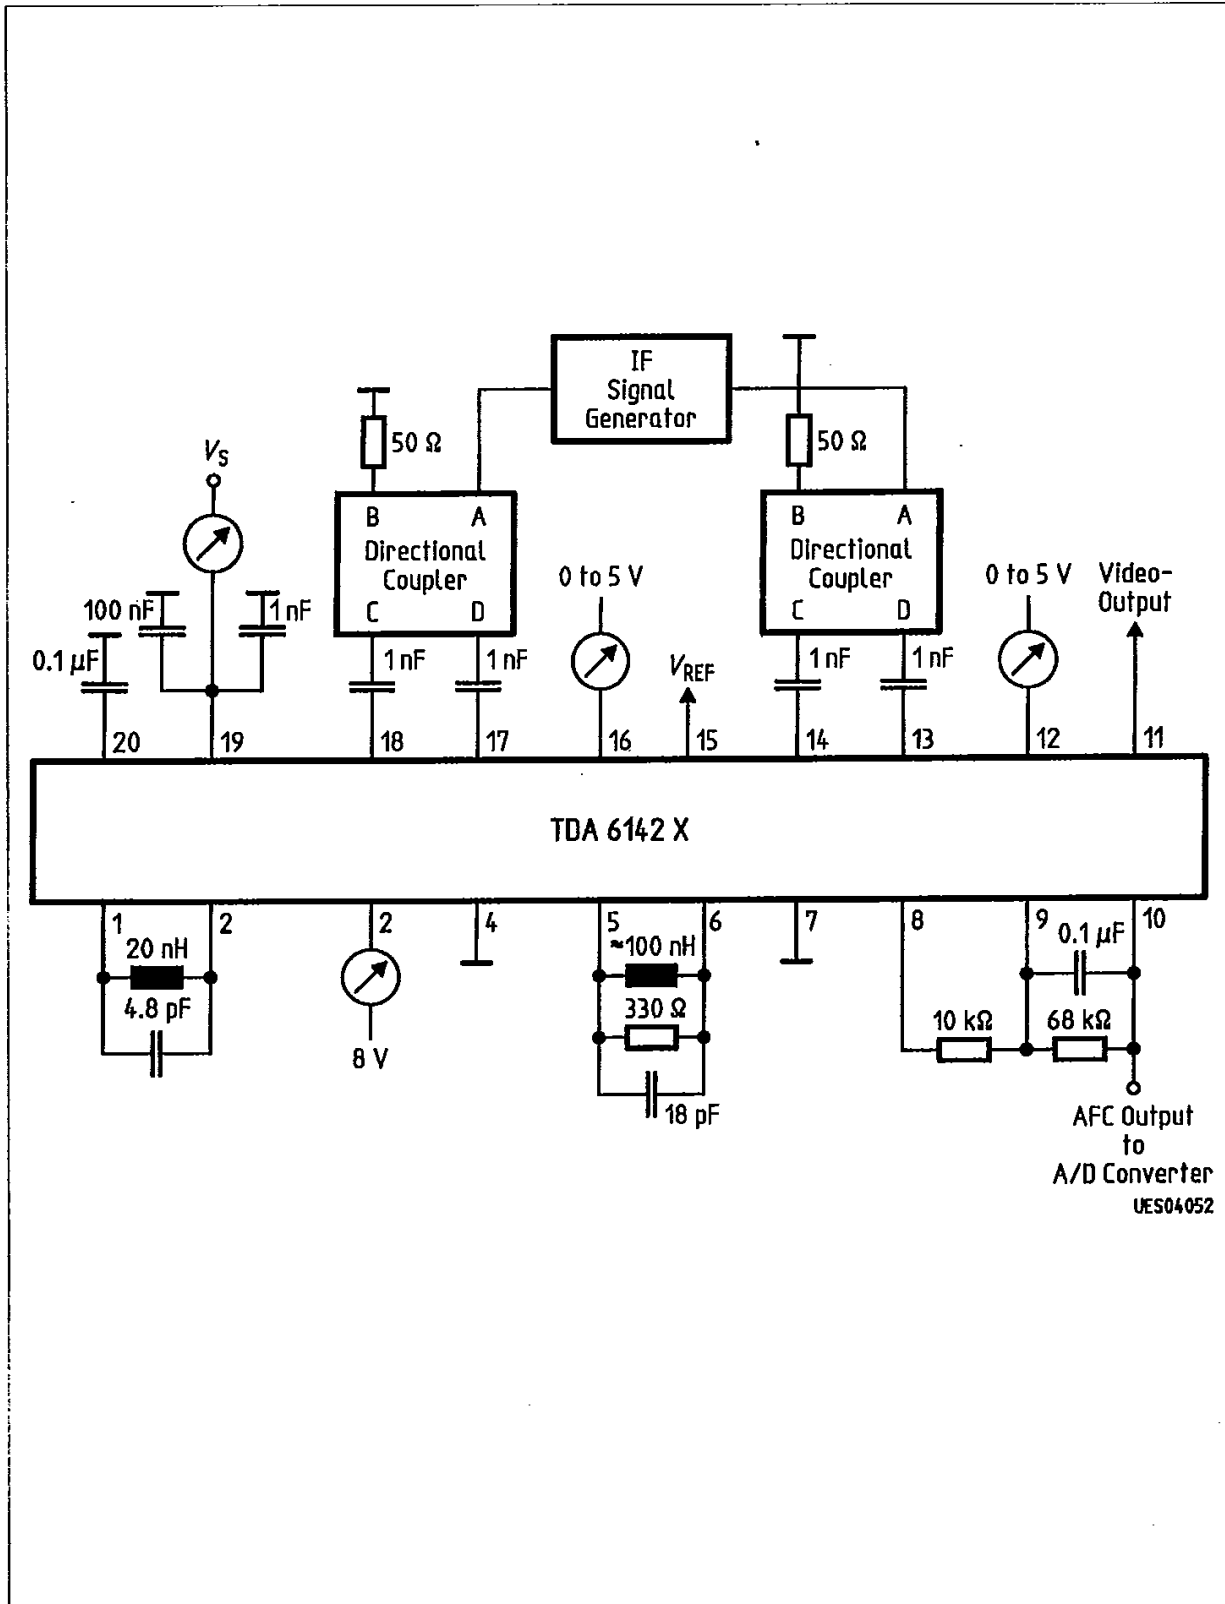 IF
Signal
Generator
50 Ω
50 Ω
VS
B A
Directional
Coupler
C D
B A
Directional
Coupler
C D
0 to 5 V
0 to 5 V
Video-
Output
100 nF
1 nF
0.1 µF
1 nF
1 nF
VREF
1 nF
1 nF
20 19 18 17 16 15 14 13 12 11
TDA 6142 X
1 2 2 4 5 6 7 8 9 10
20 nH
4.8 pF
8 V
≈100 nH
330 Ω
18 pF
0.1 µF
10 kΩ
68 kΩ
AFC Output
to
A/D Converter
UES04052